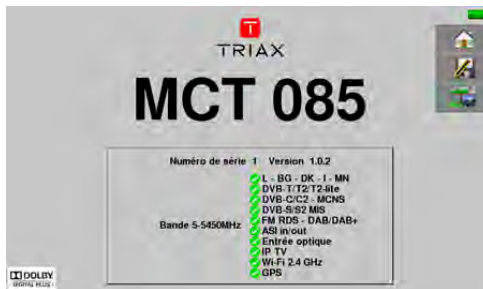 T
TRIAX
MCT 085
Numéro de série 1 Version 1.0.2
L - BG - DK - I - MN
DVB-T/T2/T2-lite
DVB-C/C2 - MCNS
DVB-S/S2 MIS
Bande 5-5450MHz
FM RDS - DAB/DAB+
ASI in/out
Entrée optique
IP TV
Wi-Fi 2.4 GHz
GPS
DOLBY
DIGITAL PLUS